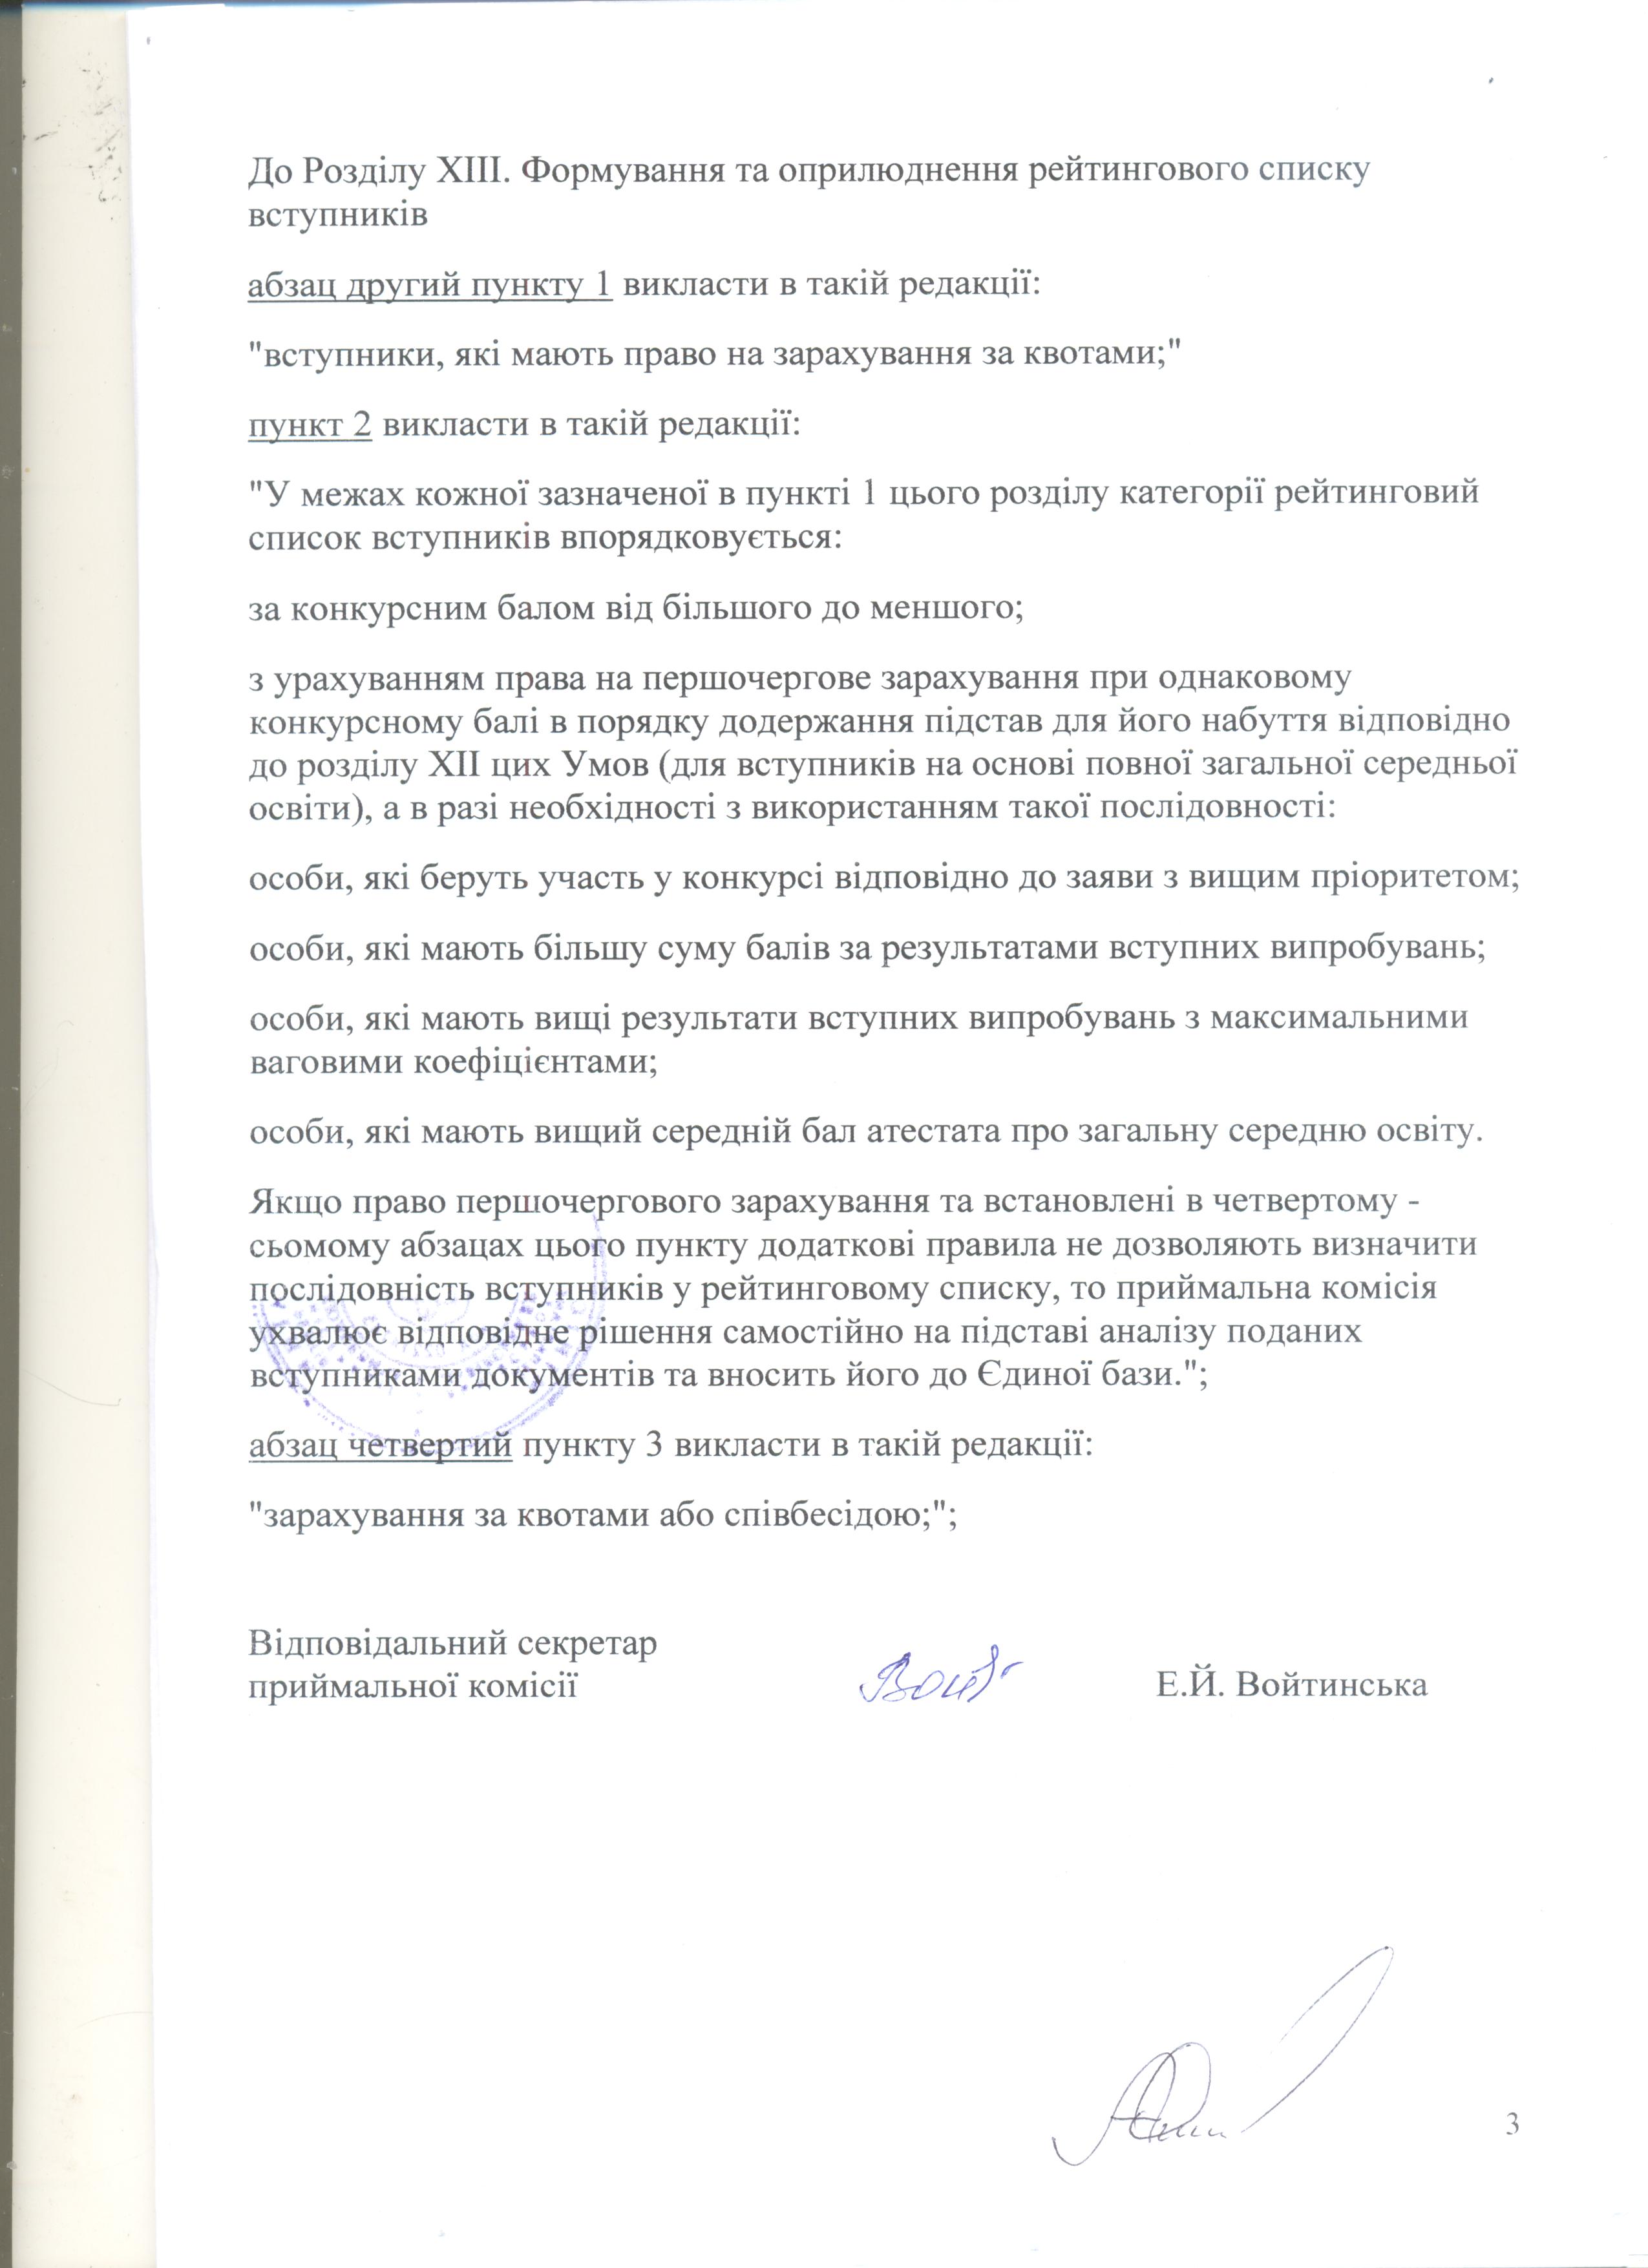 До Розділу XIII. Формування та оприлюднення рейтингового списку
вступників
абзац другий пункту 1 викласти в такій редакції:
"вступники, які мають право на зарахування за квотами;"
пункт 2 викласти в такій редакції:
"У межах кожної зазначеної в пункті 1 цього розділу категорії рейтинговий
список вступників впорядковується:
за конкурсним балом від більшого до меншого;
з урахуванням права на першочергове зарахування при однаковому
конкурсному балі в порядку додержання підстав для його набуття відповідно
до розділу XII цих Умов (для вступників на основі повної загальної середньої
освіти), а в разі необхідності з використанням такої послідовності:
особи, які беруть участь у конкурсі відповідно до заяви з вищим пріоритетом;
особи, які мають більшу суму балів за результатами вступних випробувань;
особи, які мають вищі результати вступних випробувань з максимальними
ваговими коефіцієнтами;
особи, які мають вищий середній бал атестата про загальну середню освіту.
Якщо право першочергового зарахування та встановлені в четвертому -
сьомому абзацах цього пункту додаткові правила не дозволяють визначити
послідовність вступників у рейтинговому списку, то приймальна комісія
ухвалює відповідне рішення самостійно на підставі аналізу поданих
вступниками документів та вносить його до Єдиної бази.";
абзац четвертий пункту 3 викласти в такій редакції:
"зарахування за квотами або співбесідою;";
Відповідальний секретар
приймальної комісії Е.Й. Войтинська
3